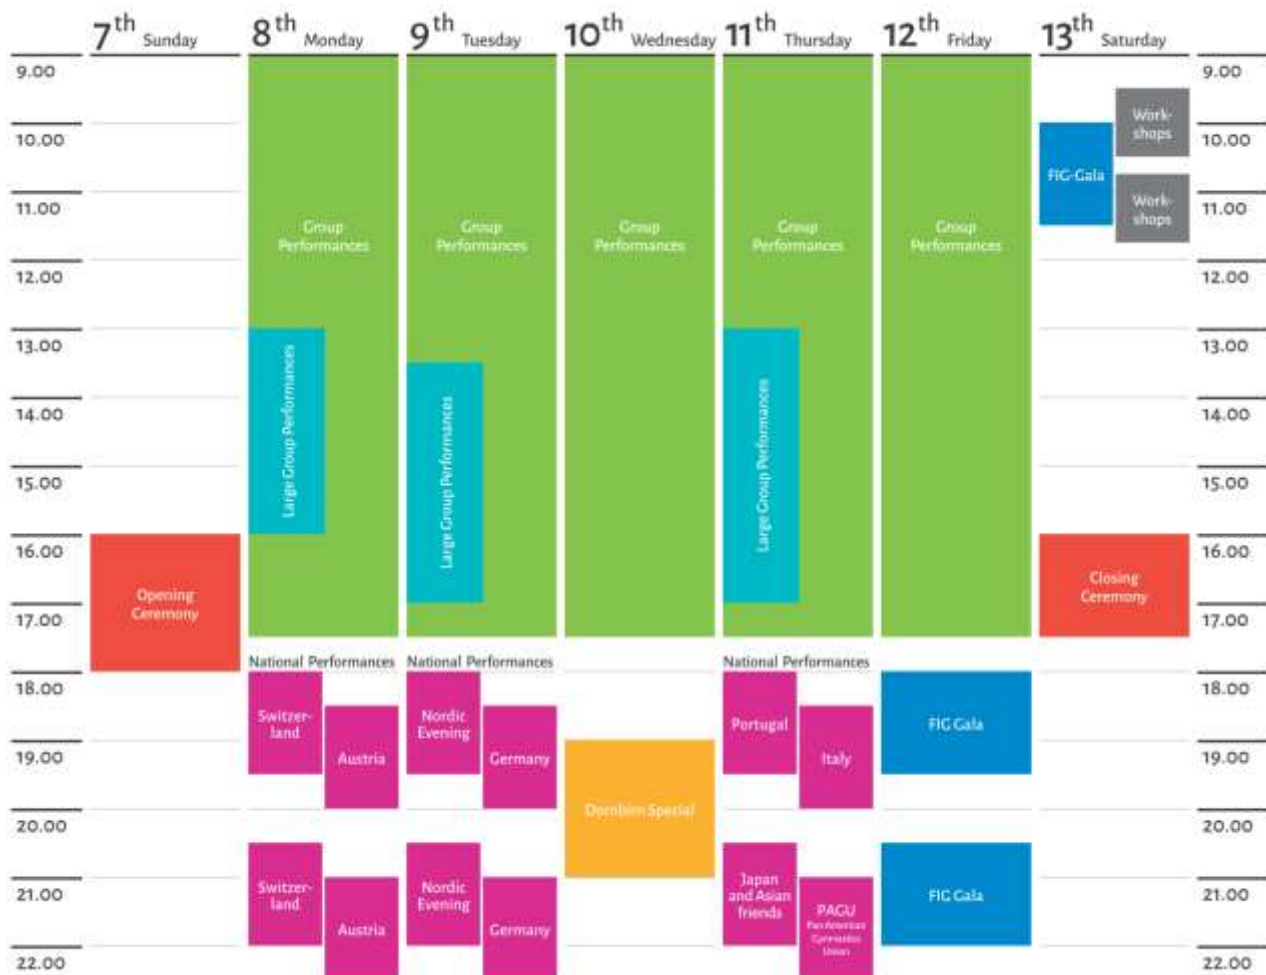 7th Sunday
8th Monday
9th Tuesday
10th Wednesday
11th Thursday
12th Friday
13th Saturday
9.00
10.00
11.00
12.00
13.00
14.00
15.00
16.00
17.00
18.00
19.00
20.00
21.00
22.00
Opening
Ceremony
Group
Performances
Large Group Performances
National Performances
Switzer-
land
Austria
Switzer-
land
Austria
Group
Performances
Large Group Performances
National Performances
Nordic
Evening
Germany
Nordic
Evening
Germany
Group
Performances
Dornbirn Special
Group
Performances
Large Group Performances
National Performances
Portugal
Italy
Japan
and Asian
friends
PAGU
Pan American
Gymnastics
Union
Group
Performances
FIG Gala
FIG Gala
Work-
shops
FIG-Gala
Work-
shops
Closing
Ceremony
9.00
10.00
11.00
12.00
13.00
14.00
15.00
16.00
17.00
18.00
19.00
20.00
21.00
22.00